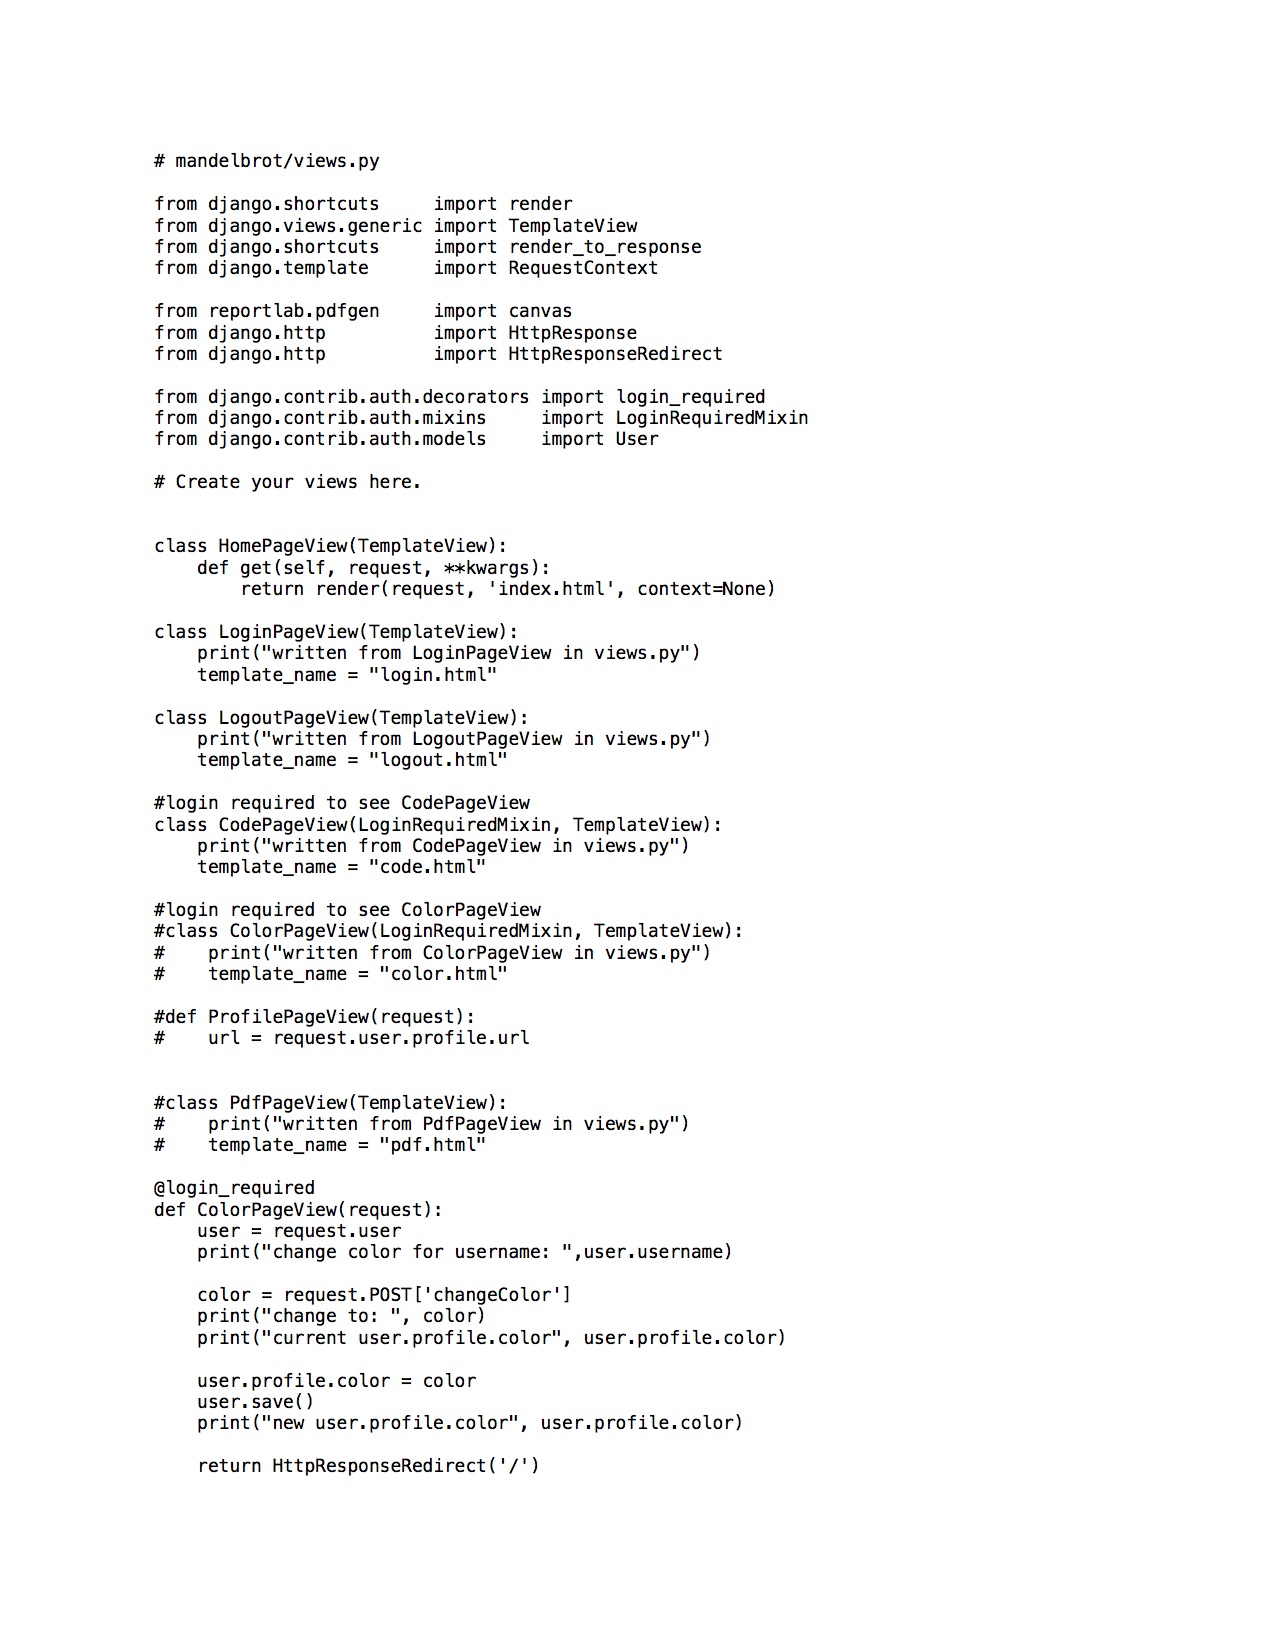 # mandelbrot/views.py

from django.shortcuts     import render
from django.views.generic import TemplateView
from django.shortcuts     import render_to_response
from django.template      import RequestContext

from reportlab.pdfgen     import canvas
from django.http          import HttpResponse
from django.http          import HttpResponseRedirect

from django.contrib.auth.decorators import login_required
from django.contrib.auth.mixins     import LoginRequiredMixin
from django.contrib.auth.models     import User

# Create your views here.


class HomePageView(TemplateView):
    def get(self, request, **kwargs):
        return render(request, 'index.html', context=None)

class LoginPageView(TemplateView):
    print("written from LoginPageView in views.py")
    template_name = "login.html"

class LogoutPageView(TemplateView):
    print("written from LogoutPageView in views.py")
    template_name = "logout.html"

#login required to see CodePageView
class CodePageView(LoginRequiredMixin, TemplateView):
    print("written from CodePageView in views.py")
    template_name = "code.html"

#login required to see ColorPageView
#class ColorPageView(LoginRequiredMixin, TemplateView):
#    print("written from ColorPageView in views.py")
#    template_name = "color.html"

#def ProfilePageView(request):
#    url = request.user.profile.url


#class PdfPageView(TemplateView):
#    print("written from PdfPageView in views.py")
#    template_name = "pdf.html"

@login_required
def ColorPageView(request):
    user = request.user
    print("change color for username: ",user.username)

    color = request.POST['changeColor']
    print("change to: ", color)
    print("current user.profile.color", user.profile.color)

    user.profile.color = color
    user.save()
    print("new user.profile.color", user.profile.color)

    return HttpResponseRedirect('/')